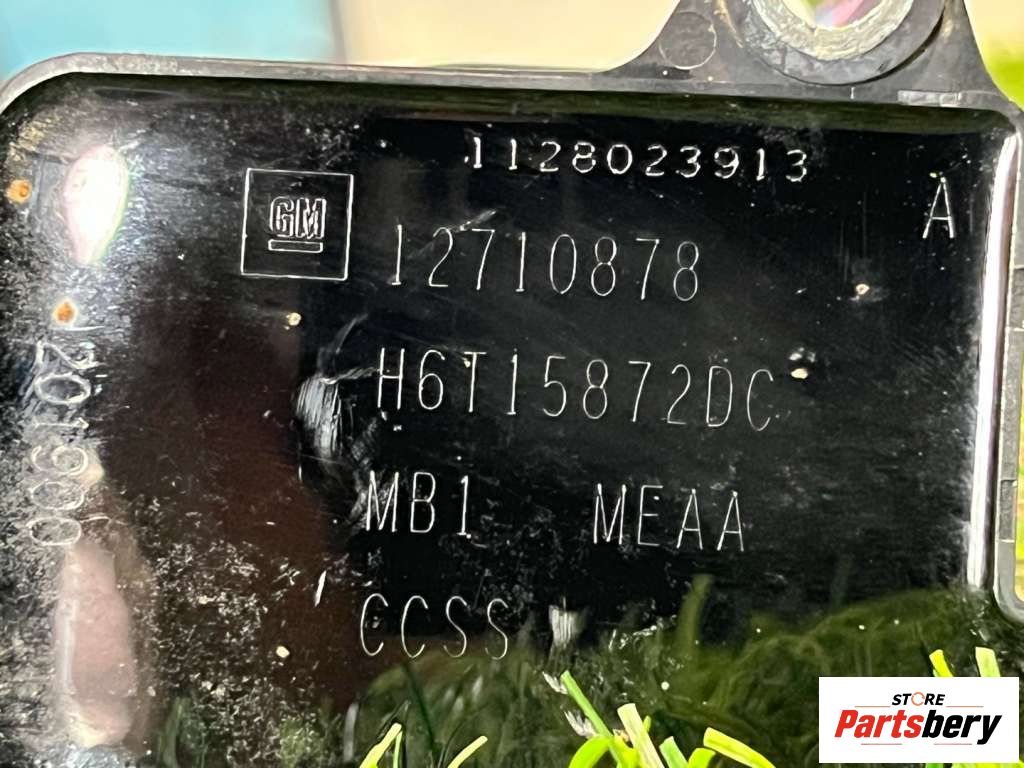 1128023913
A
GM
12710878
H6T15872DC
MB1 MEAA
CCSS
STORE
Partsbery